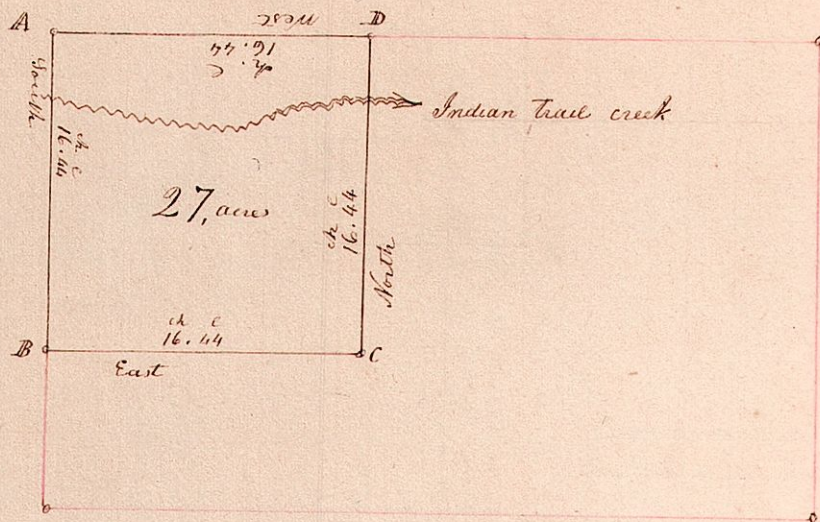 A
West
D
16.44
ch. C
South
ch C
16.44
Indian trail creek
27, acres
ch C
16.44
North
ch C
16.44
B
C
East